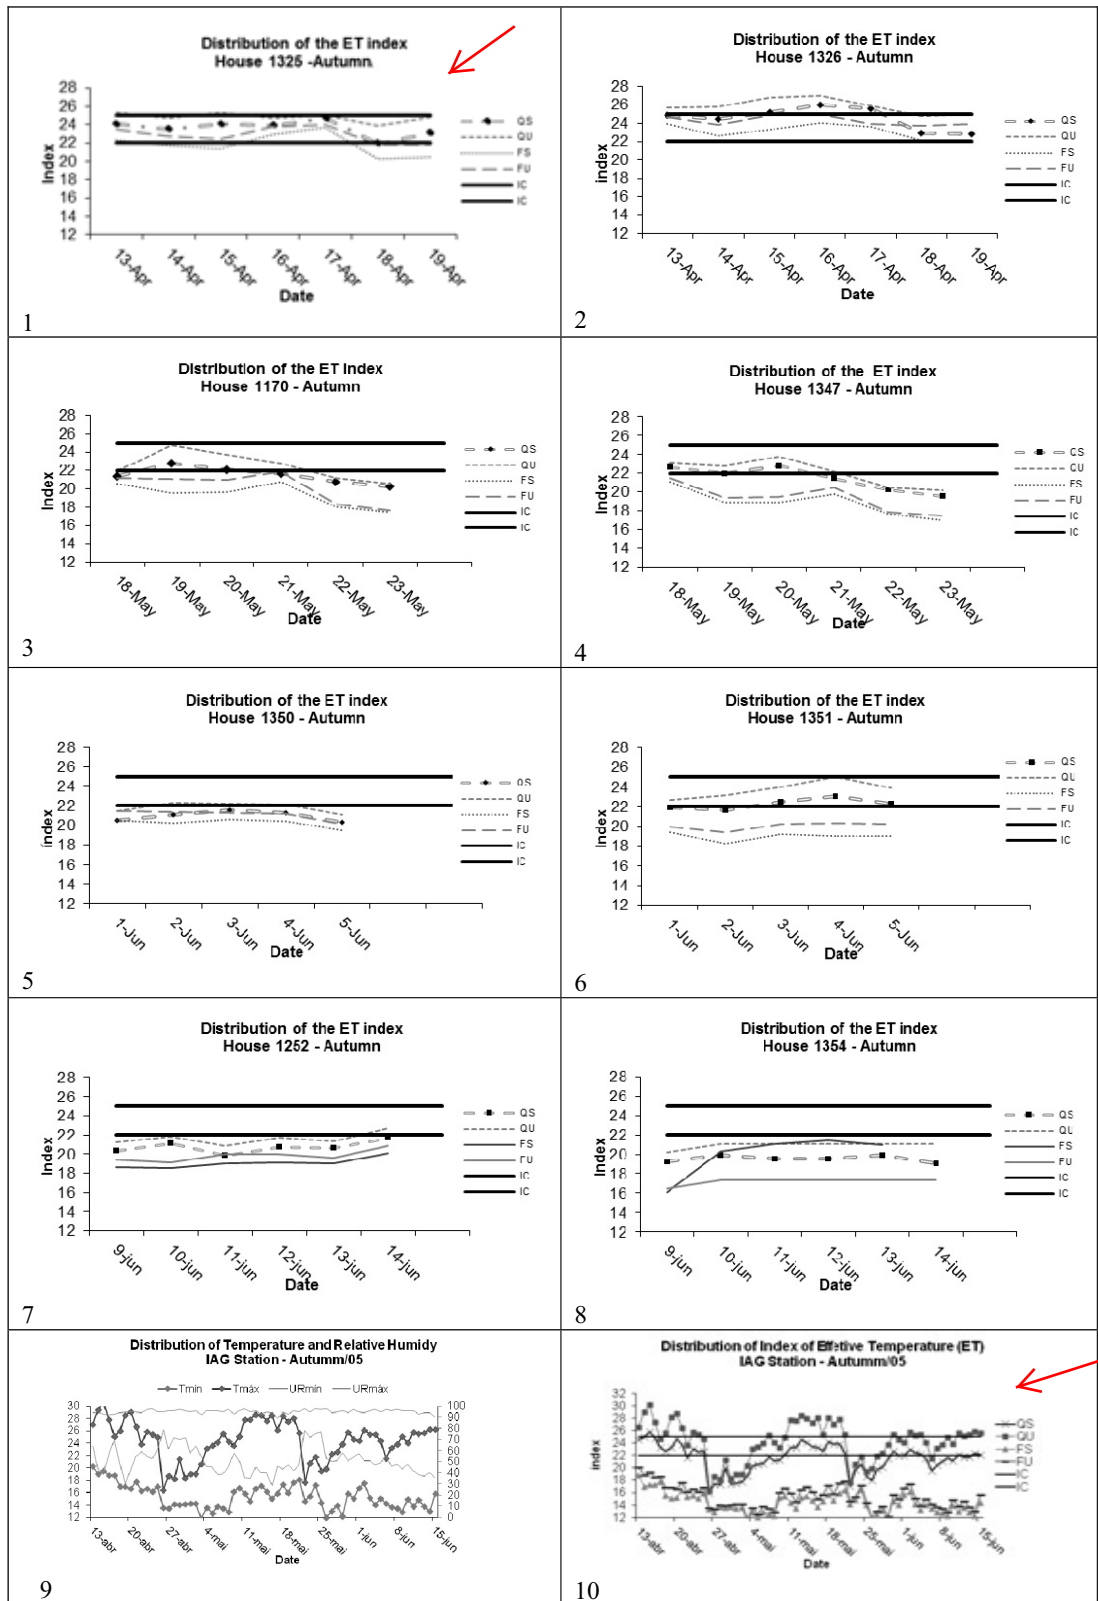 Distribution of the ET index
House 1325 -Autumn
28
26
24
22
20
18
16
14
12
Index
13-Apr
14-Apr
15-Apr
16-Apr
17-Apr
18-Apr
19-Apr
Date
QS
QU
FS
FU
IC
IC
1
Distribution of the ET index
House 1326 - Autumn
28
26
24
22
20
18
16
14
12
index
13-Apr
14-Apr
15-Apr
16-Apr
17-Apr
18-Apr
19-Apr
Date
QS
QU
FS
FU
IC
IC
2
Distribution of the ET Index
House 1170 - Autumn
28
26
24
22
20
18
16
14
12
Index
18-May
19-May
20-May
21-May
22-May
23-May
Date
QS
QU
FS
FU
IC
IC
3
Distribution of the ET index
House 1347 - Autumn
28
26
24
22
20
18
16
14
12
Index
18-May
19-May
20-May
21-May
22-May
23-May
Date
QS
QU
FS
FU
IC
IC
4
Distribution of the ET index
House 1350 - Autumn
28
26
24
22
20
18
16
14
12
index
1-Jun
2-Jun
3-Jun
4-Jun
5-Jun
Date
QS
QU
FS
FU
IC
IC
5
Distribution of the ET index
House 1351 - Autumn
28
26
24
22
20
18
16
14
12
Index
1-Jun
2-Jun
3-Jun
4-Jun
5-Jun
Date
QS
QU
FS
FU
IC
IC
6
Distribution of the ET index
House 1252 - Autumn
28
26
24
22
20
18
16
14
12
Index
9-jun
10-jun
11-jun
12-jun
13-jun
14-jun
Date
QS
QU
FS
FU
IC
IC
7
Distribution of the ET index
House 1354 - Autumn
28
26
24
22
20
18
16
14
12
Index
9-jun
10-jun
11-jun
12-jun
13-jun
14-jun
Date
QS
QU
FS
FU
IC
IC
8
Distribution of Temperature and Relative Humidy
IAG Station - Autumm/05
Tmín Tmáx URmín URmáx
30
28
26
24
22
20
18
16
14
12
100
90
80
70
60
50
40
30
20
10
0
13-abr
20-abr
27-abr
4-mai
11-mai
18-mai
25-mai
1-jun
8-jun
15-jun
Date
9
Distribution of Index of Effetive Temperature (ET)
IAG Station - Autumm/05
32
30
28
26
24
22
20
18
16
14
12
index
13-abr
20-abr
27-abr
4-mai
11-mai
18-mai
25-mai
1-jun
8-jun
15-jun
Date
QS
QU
FS
FU
IC
IC
10